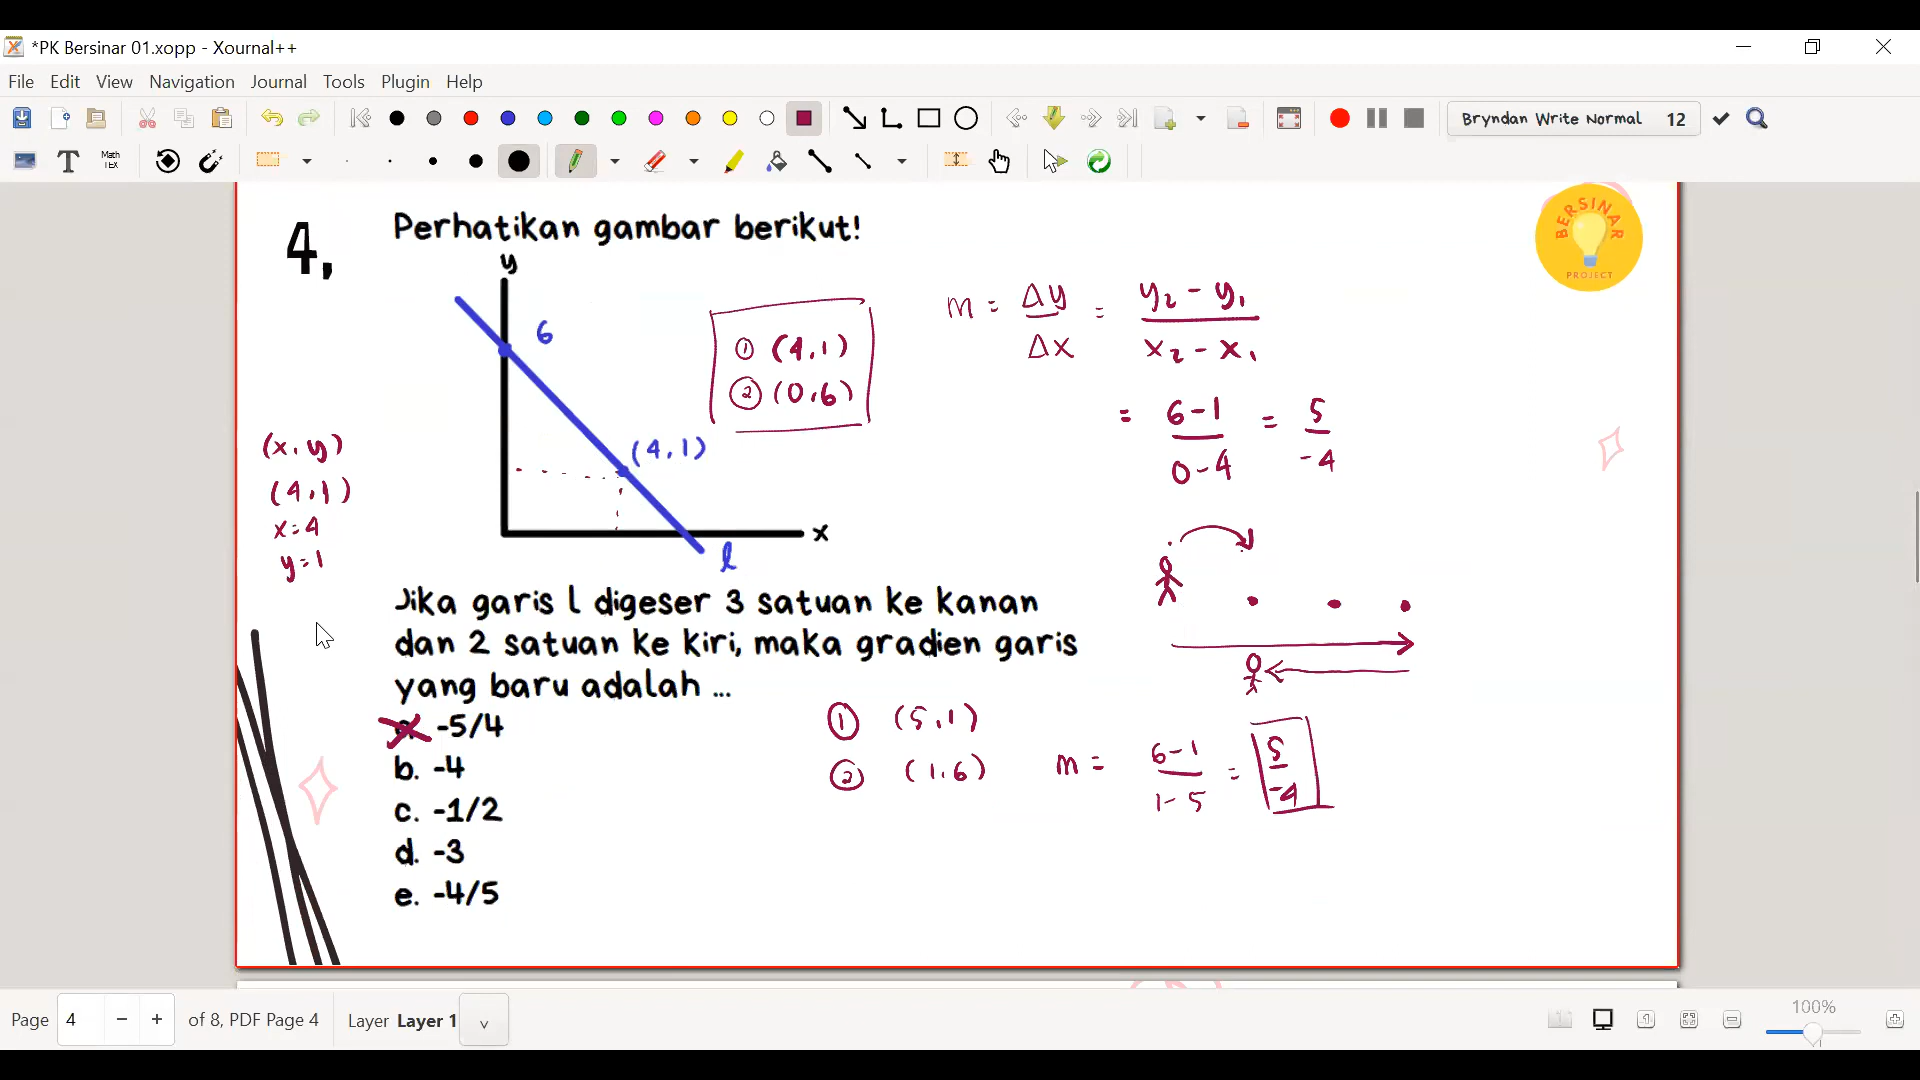 *PK Bersinar 01.xopp - Xournal++
File Edit View Navigation Journal Tools Plugin Help
Bryndan Write Normal 12
T Math TEX
4, Perhatikan gambar berikut!
BERSINAR PROJECT
y
6
① (4,1)
② (0,6)
m = Δy/Δx = y₂ - y₁ / x₂ - x₁
= 6-1 / 0-4 = 5 / -4
(4,1)
(x, y)
(4,1)
x=4
y=1
x
l
Jika garis l digeser 3 satuan ke kanan
dan 2 satuan ke kiri, maka gradien garis
yang baru adalah ...
-5/4
b. -4
c. -1/2
d. -3
e. -4/5
① (5,1)
② (1,6)
m = 6-1 / 1-5 = 5 / -4
Page 4 − + of 8, PDF Page 4 Layer Layer 1
100%